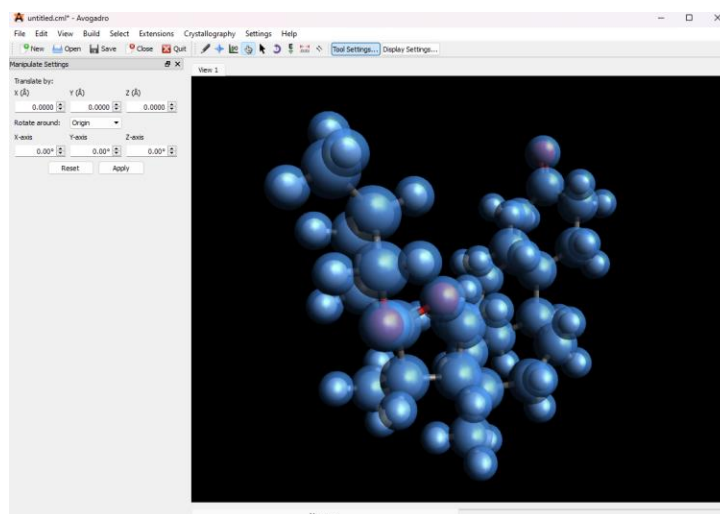 untitled.cml* - Avogadro
File Edit View Build Select Extensions Crystallography Settings Help
New Open Save Close Quit Tool Settings... Display Settings...
Manipulate Settings
View 1
Translate by:
X (Å) Y (Å) Z (Å)
0.0000 0.0000 0.0000
Rotate around: Origin
X-axis Y-axis Z-axis
0.00° 0.00° 0.00°
Reset Apply